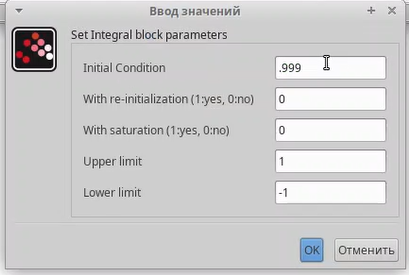 Ввод значений
Set Integral block parameters
Initial Condition .999
With re-initialization (1:yes, 0:no) 0
With saturation (1:yes, 0:no) 0
Upper limit 1
Lower limit -1
OK Отменить